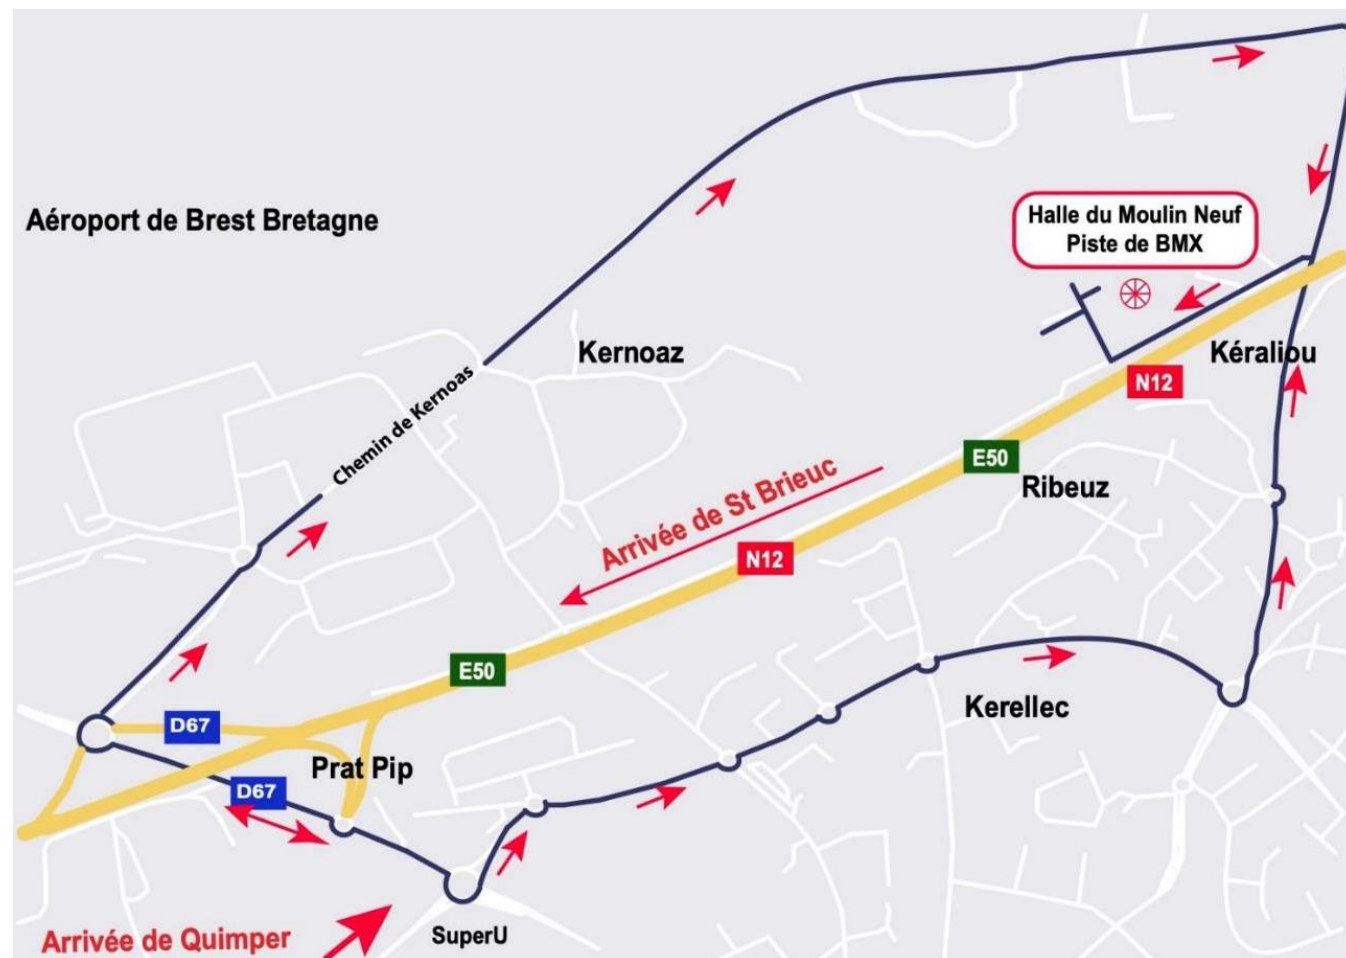 Aéroport de Brest Bretagne
Halle du Moulin Neuf
Piste de BMX
Kernoaz
Kéraliou
N12
Chemin de Kernoas
E50
Ribeuz
Arrivée de St Brieuc
N12
E50
Kerellec
D67
Prat Pip
D67
SuperU
Arrivée de Quimper